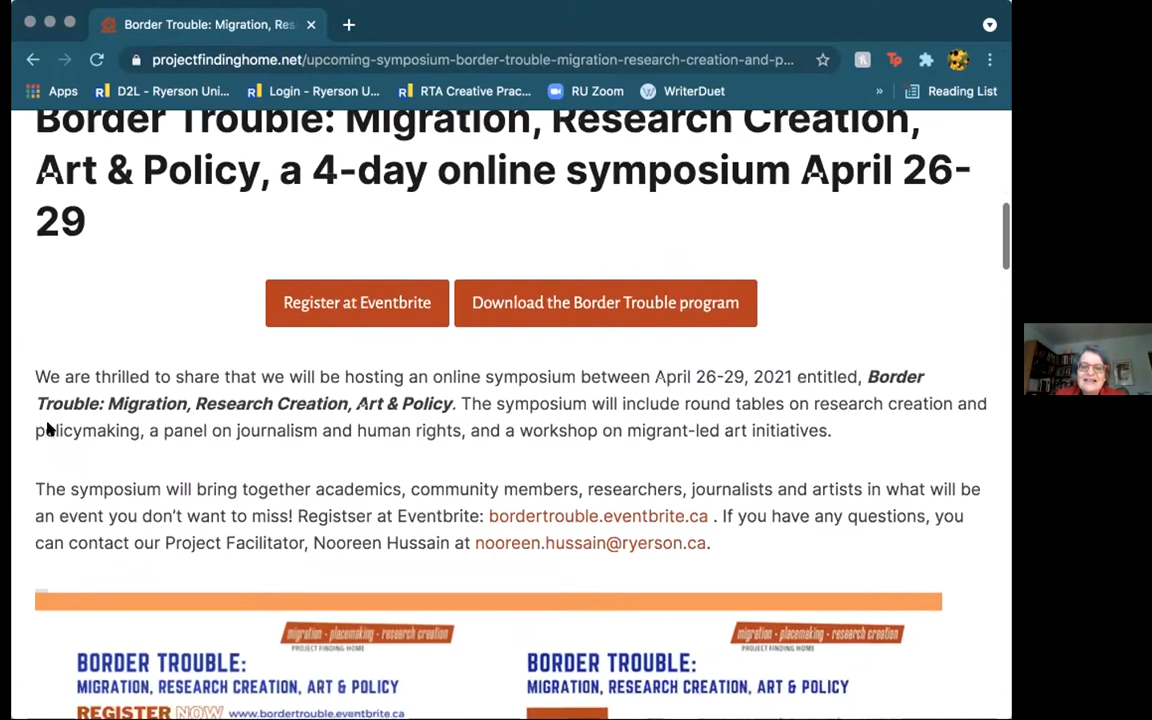 Border Trouble: Migration, Res
projectfindinghome.net/upcoming-symposium-border-trouble-migration-research-creation-and-p...
Apps
D2L - Ryerson Uni...
Login - Ryerson U...
RTA Creative Prac...
RU Zoom
WriterDuet
»
Reading List
Border Trouble: Migration, Research Creation,
Art & Policy, a 4-day online symposium April 26-
29
Register at Eventbrite
Download the Border Trouble program
We are thrilled to share that we will be hosting an online symposium between April 26-29, 2021 entitled, Border
Trouble: Migration, Research Creation, Art & Policy. The symposium will include round tables on research creation and
policymaking, a panel on journalism and human rights, and a workshop on migrant-led art initiatives.
The symposium will bring together academics, community members, researchers, journalists and artists in what will be
an event you don't want to miss! Registser at Eventbrite: bordertrouble.eventbrite.ca . If you have any questions, you
can contact our Project Facilitator, Nooreen Hussain at nooreen.hussain@ryerson.ca.
migration - placemaking - research creation
PROJECT FINDING HOME
BORDER TROUBLE:
MIGRATION, RESEARCH CREATION, ART & POLICY
REGISTER NOW www.bordertrouble.eventbrite.ca
migration - placemaking - research creation
PROJECT FINDING HOME
BORDER TROUBLE:
MIGRATION, RESEARCH CREATION, ART & POLICY